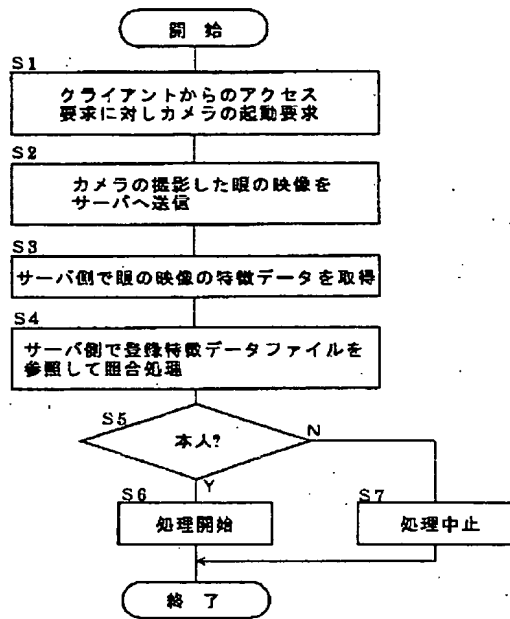 開 始
S1
クライアントからのアクセス
要求に対しカメラの起動要求
S2
カメラの撮影した眼の映像を
サーバへ送信
S3
サーバ側で眼の映像の特徴データを取得
S4
サーバ側で登録特徴データファイルを
参照して照合処理
S5
本人?
N
Y
S6
処理開始
S7
処理中止
終 了